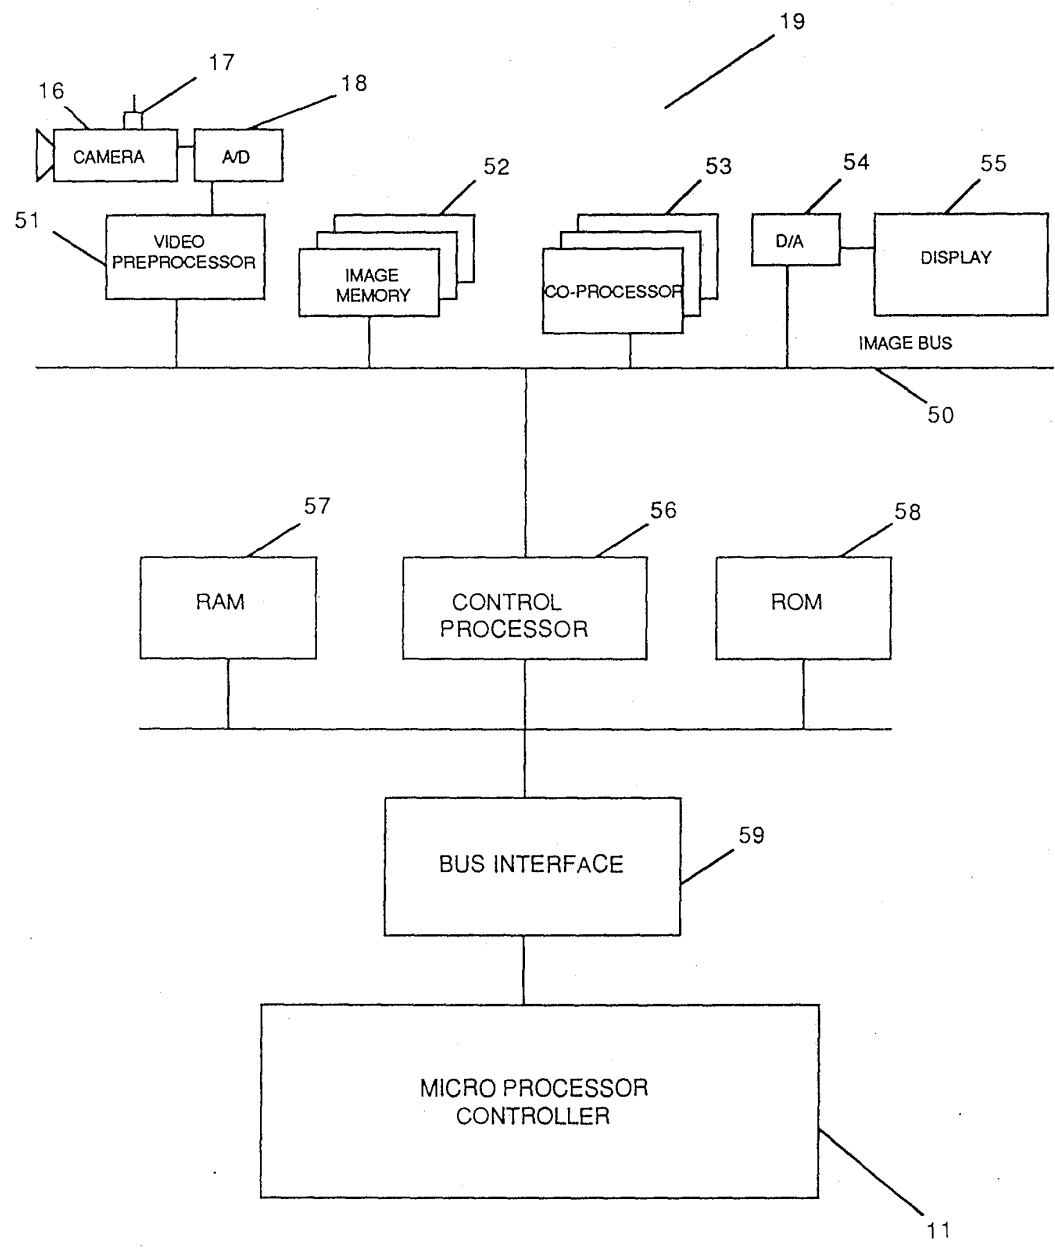 19
17
16
18
CAMERA
A/D
52
53
54
55
51
VIDEO
PREPROCESSOR
IMAGE
MEMORY
CO-PROCESSOR
D/A
DISPLAY
IMAGE BUS
50
57
56
58
RAM
CONTROL
PROCESSOR
ROM
BUS INTERFACE
59
MICRO PROCESSOR
CONTROLLER
11